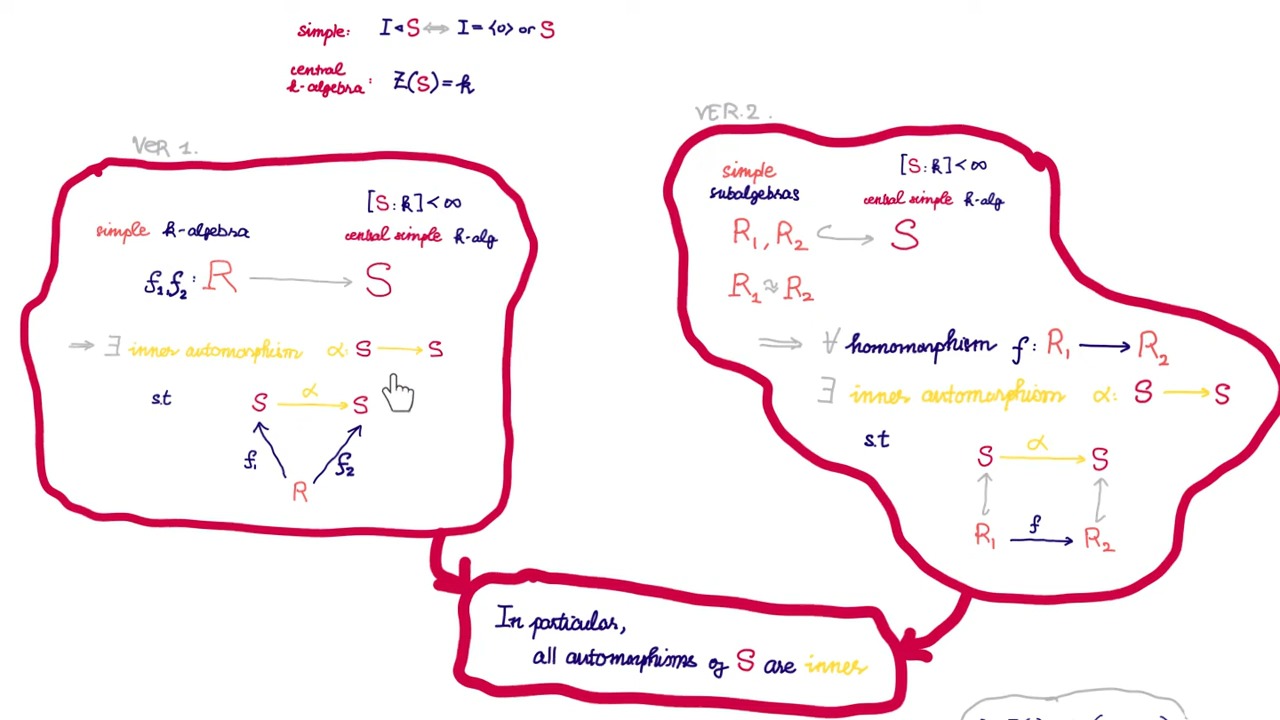 simple: I ◁ S ⟺ I = ⟨0⟩ or S
central
k-algebra: Z(S) = k
VER 1.
[S:k] < ∞
simple k-algebra central simple k-alg
f₁,f₂: R ⟶ S
⇒ ∃ inner automorphism α: S ⟶ S
s.t
S α⟶ S
f₁ f₂
R
VER. 2.
simple [S:k] < ∞
subalgebras central simple k-alg
R₁, R₂ ↪ S
R₁ ≈ R₂
⟹ ∀ homomorphism f: R₁ ⟶ R₂
∃ inner automorphism α: S ⟶ S
s.t
S α⟶ S
R₁ f⟶ R₂
In particular,
all automorphisms of S are inner